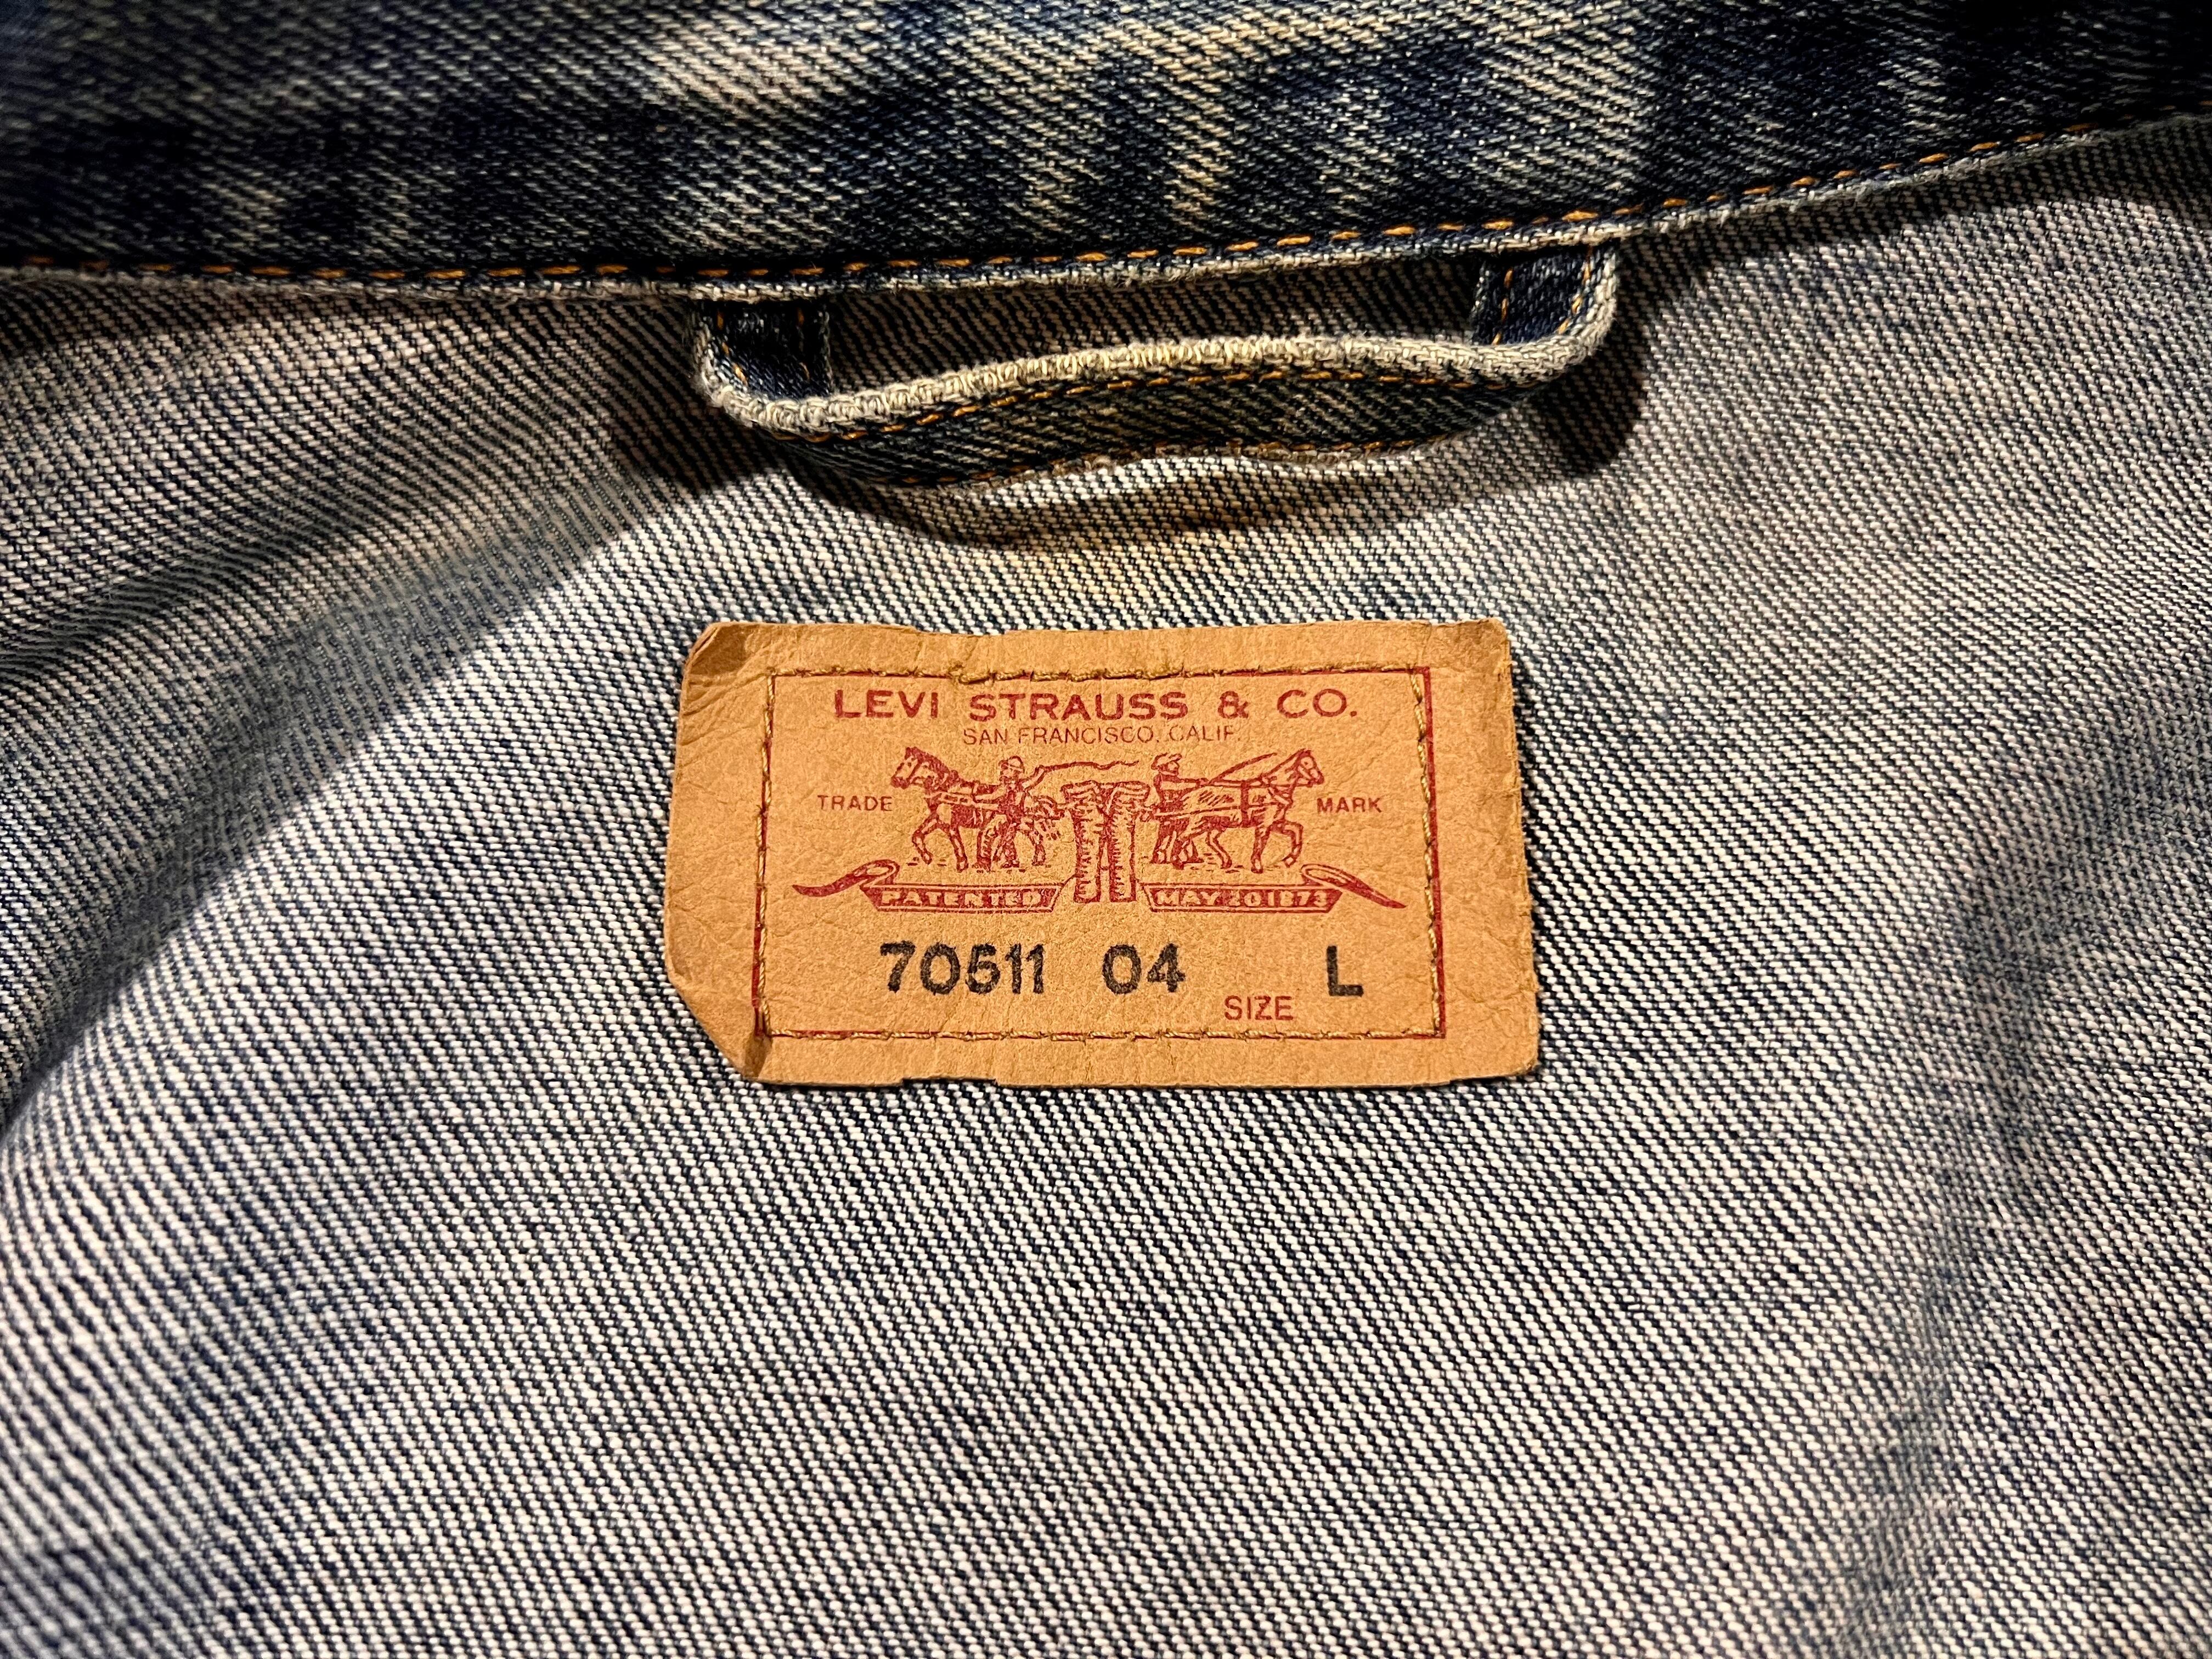 LEVI STRAUSS & CO.
SAN FRANCISCO, CALIF.
TRADE MARK
PATENTED MAY 20 1873
70511 04 SIZE L